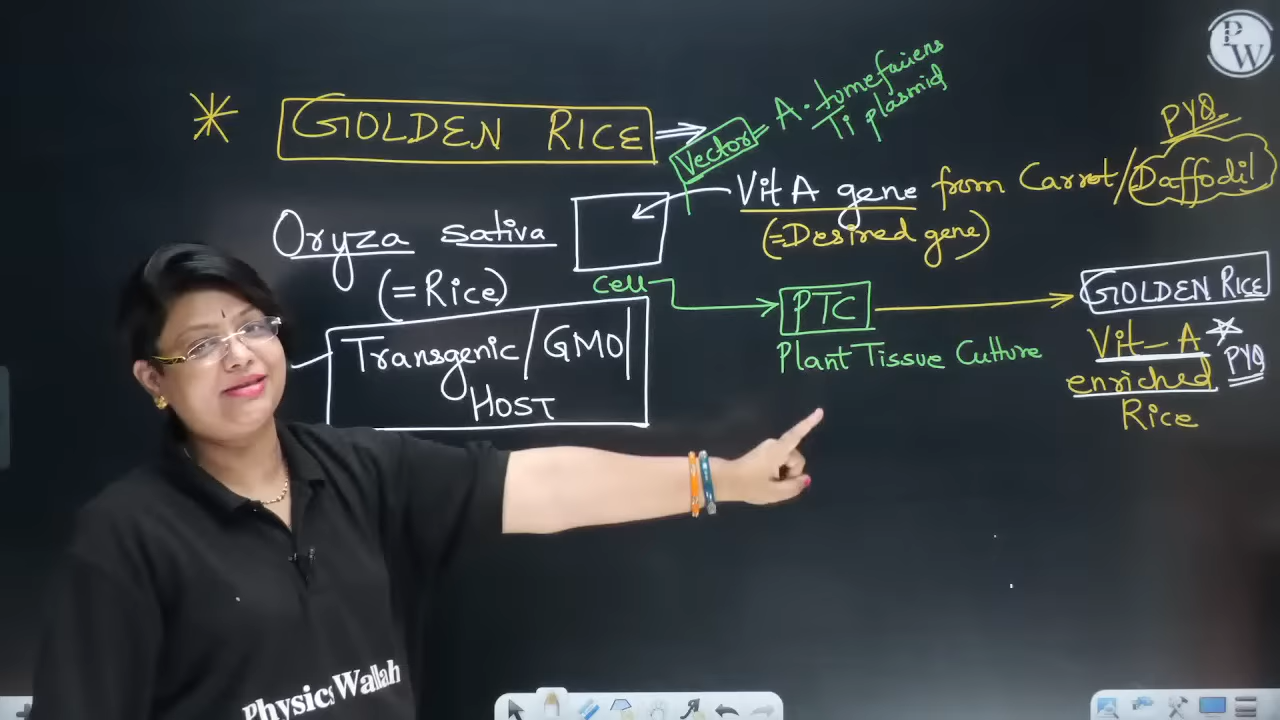 PW
PYQ
GOLDEN RICE
Vector = A. tumefaciens
Ti plasmid
Vit A gene from Carrot/Daffodil
(=Desired gene)
Oryza sativa
(=Rice)
Cell
PTC
Plant Tissue Culture
GOLDEN RICE
Vit-A
PYQ
enriched
Rice
Transgenic/GMO/
HOST
PhysicsWallah